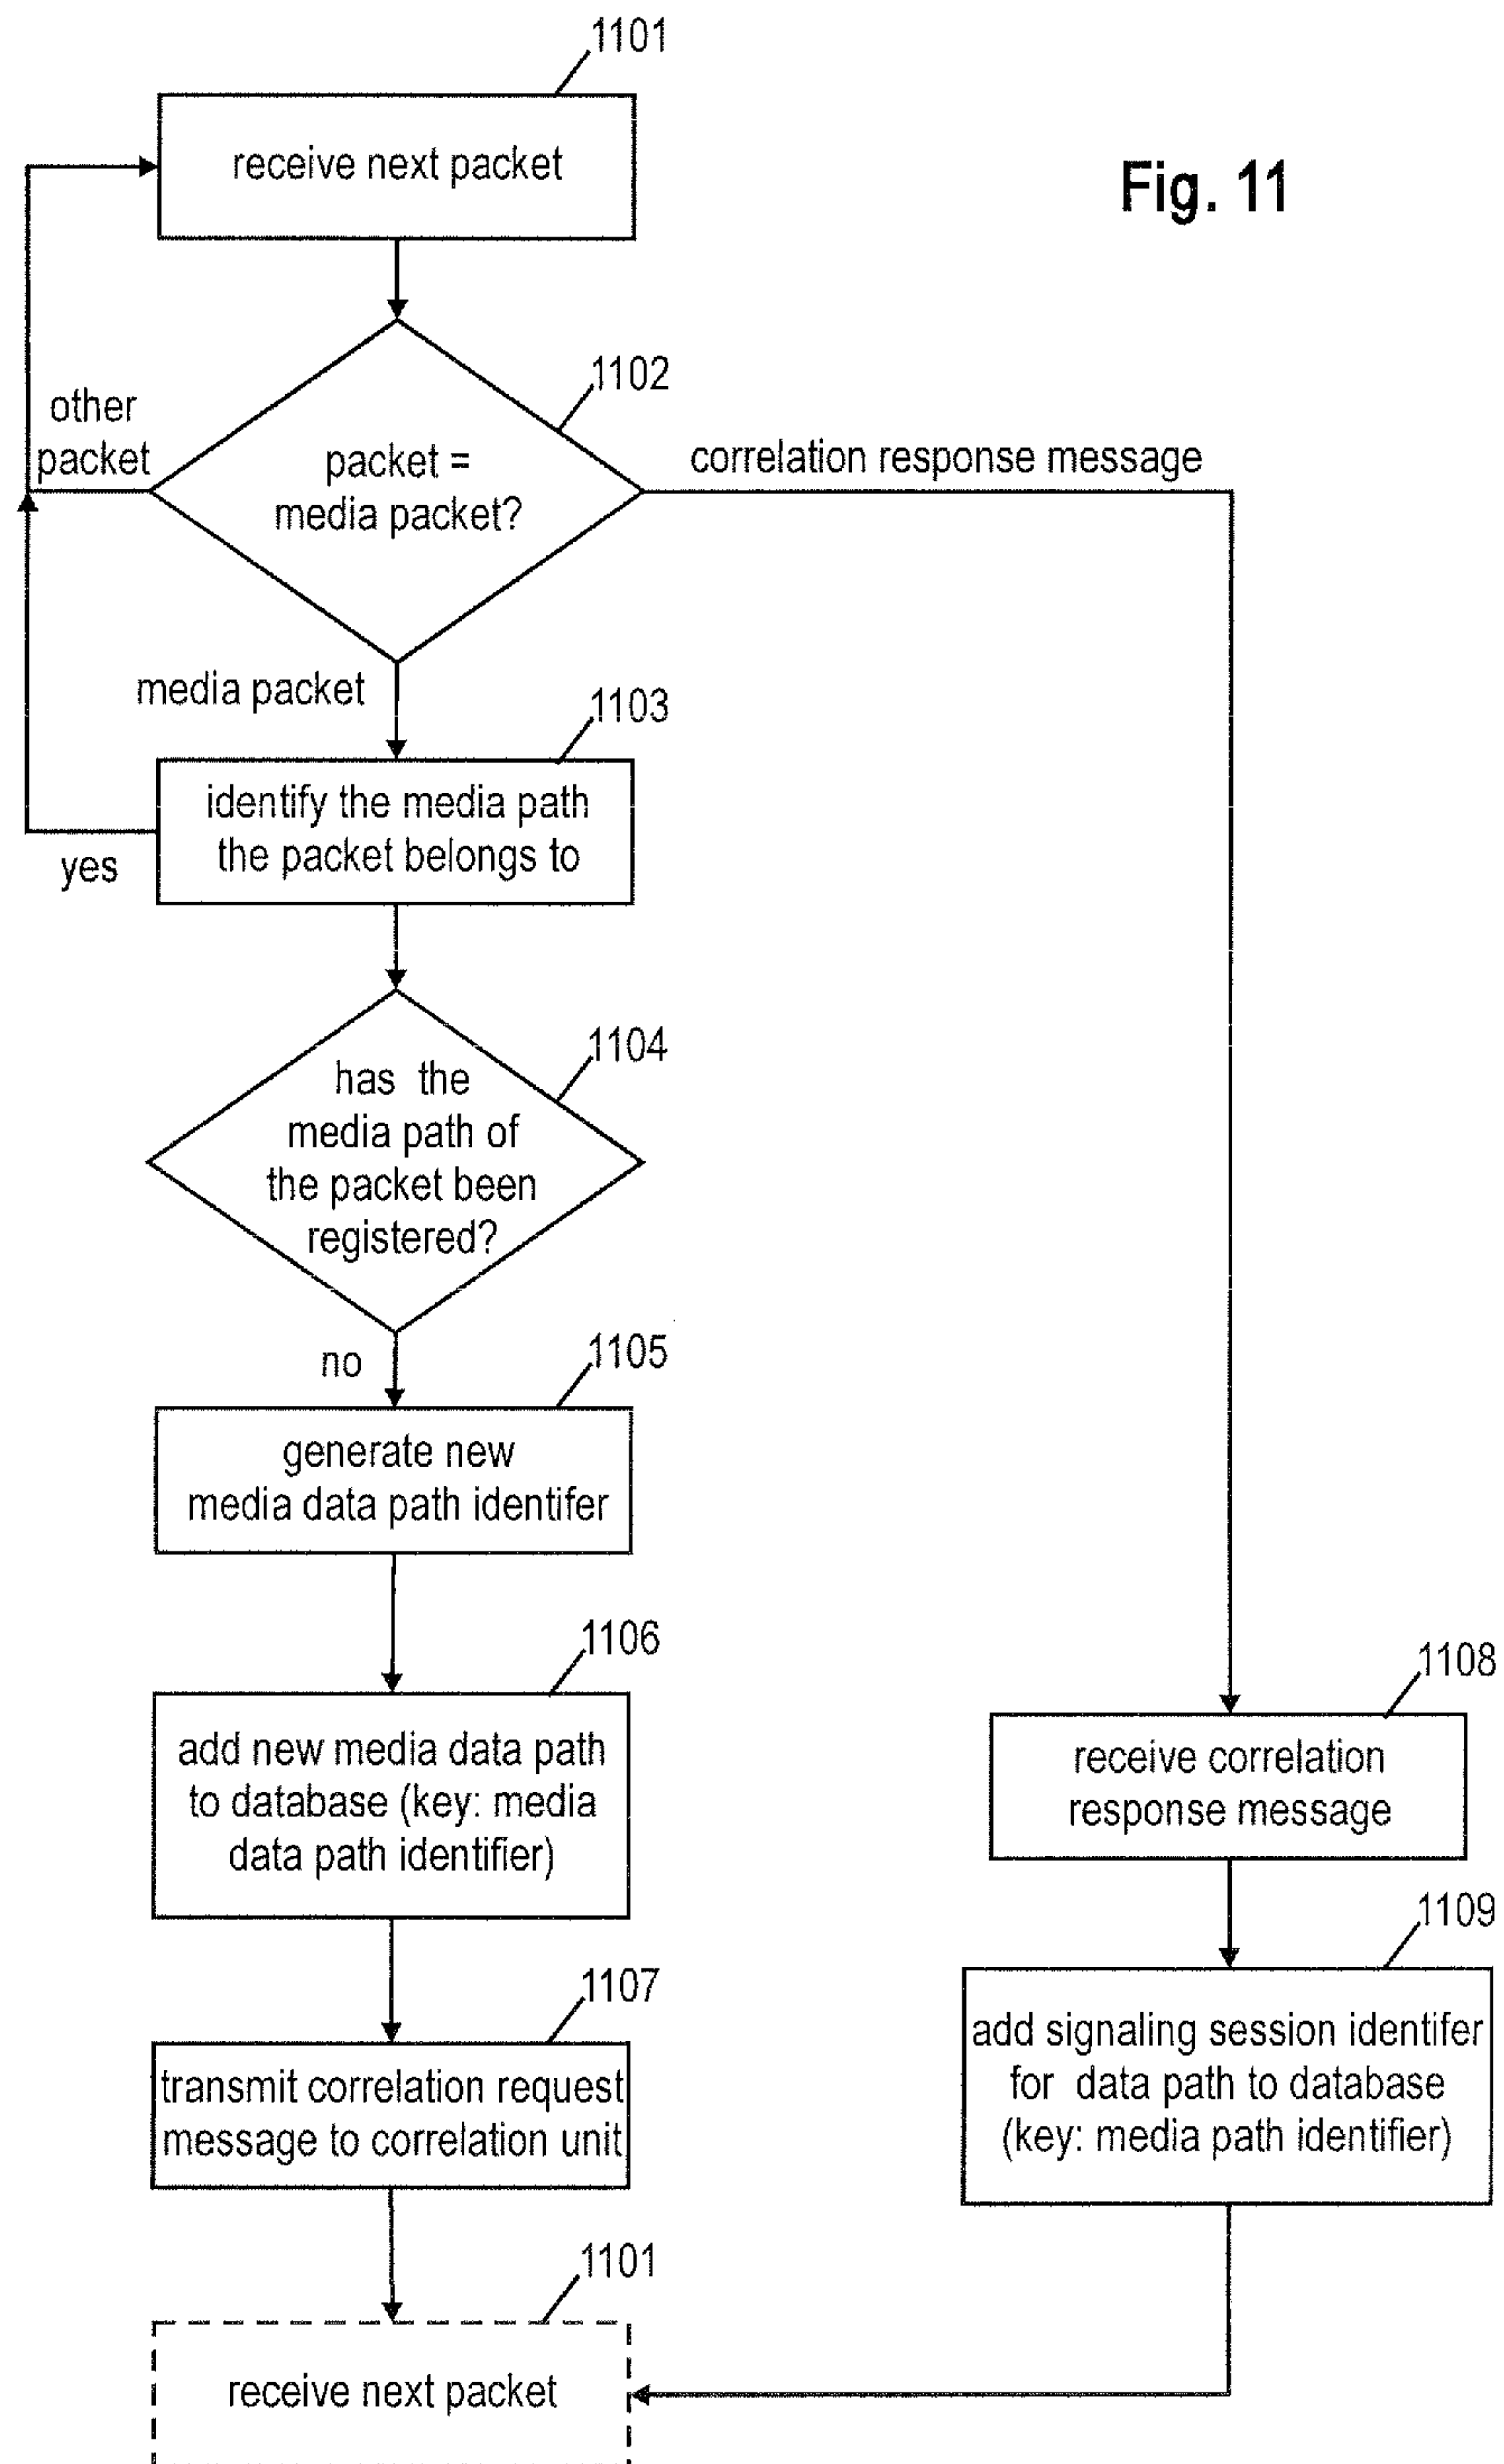 1101
receive next packet
Fig. 11
1102
other
packet
packet =
media packet?
correlation response message
media packet
1103
identify the media path
the packet belongs to
yes
1104
has the
media path of
the packet been
registered?
no
1105
generate new
media data path identifer
1106
add new media data path
to database (key: media
data path identifier)
1107
transmit correlation request
message to correlation unit
1108
receive correlation
response message
1109
add signaling session identifer
for data path to database
(key: media path identifier)
1101
receive next packet